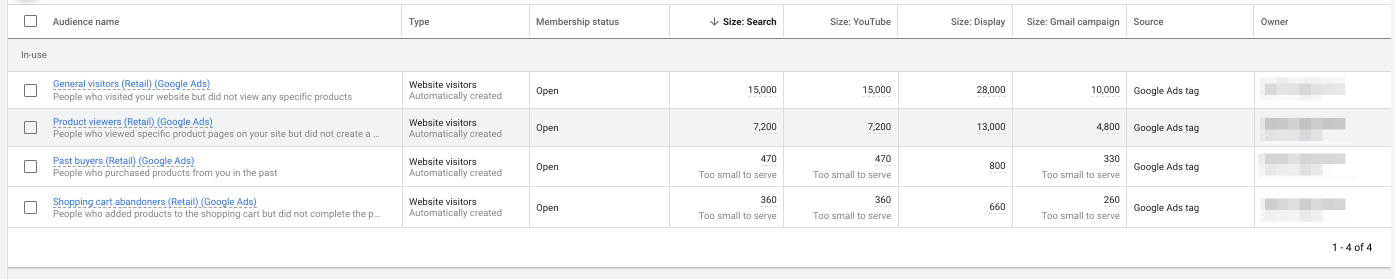 Audience name Type Membership status ↓ Size: Search Size: YouTube Size: Display Size: Gmail campaign Source Owner
In-use
General visitors (Retail) (Google Ads) Website visitors Open 15,000 15,000 28,000 10,000 Google Ads tag
People who visited your website but did not view any specific products Automatically created
Product viewers (Retail) (Google Ads) Website visitors Open 7,200 7,200 13,000 4,800 Google Ads tag
People who viewed specific product pages on your site but did not create a ... Automatically created
Past buyers (Retail) (Google Ads) Website visitors Open 470 470 800 330 Google Ads tag
People who purchased products from you in the past Automatically created Too small to serve Too small to serve Too small to serve
Shopping cart abandoners (Retail) (Google Ads) Website visitors Open 360 360 660 260 Google Ads tag
People who added products to the shopping cart but did not complete the p... Automatically created Too small to serve Too small to serve Too small to serve
1 - 4 of 4